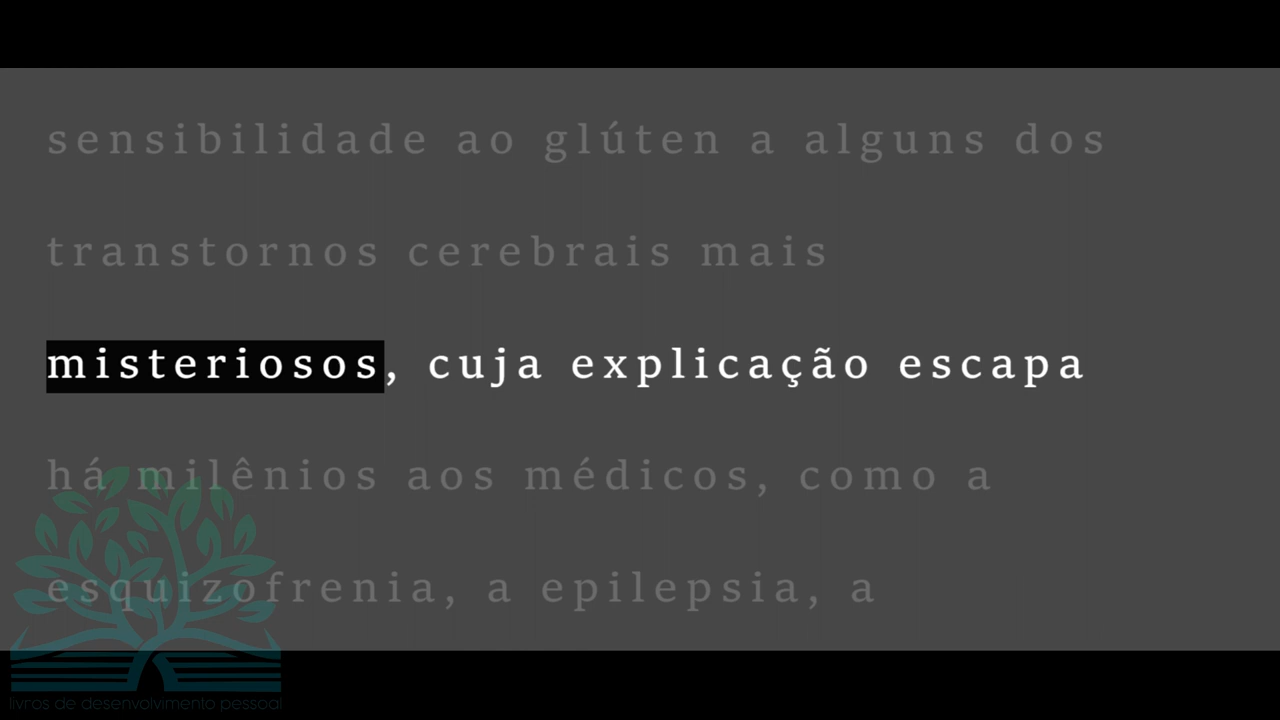 sensibilidade ao glúten a alguns dos
transtornos cerebrais mais
misteriosos, cuja explicação escapa
há milênios aos médicos, como a
esquizofrenia, a epilepsia, a
livros de desenvolvimento pessoal